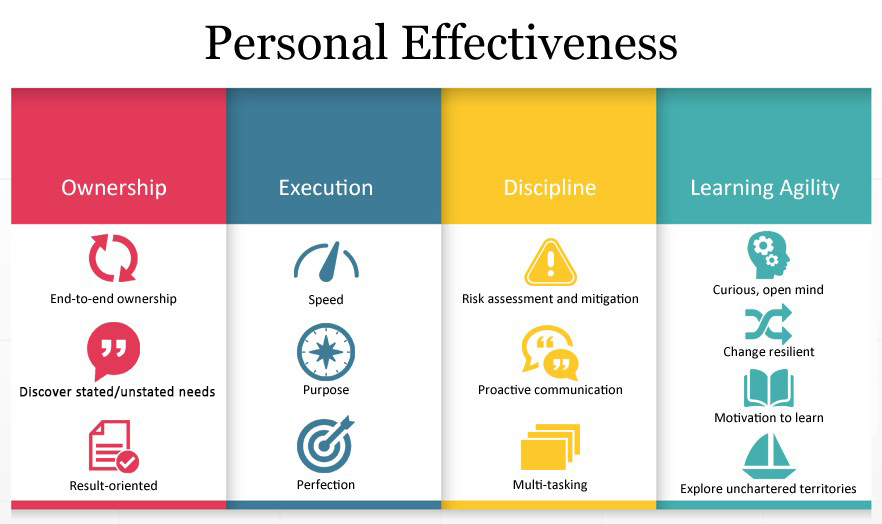 Personal Effectiveness
Ownership
End-to-end ownership
Discover stated/unstated needs
Result-oriented
Execution
Speed
Purpose
Perfection
Discipline
Risk assessment and mitigation
Proactive communication
Multi-tasking
Learning Agility
Curious, open mind
Change resilient
Motivation to learn
Explore unchartered territories